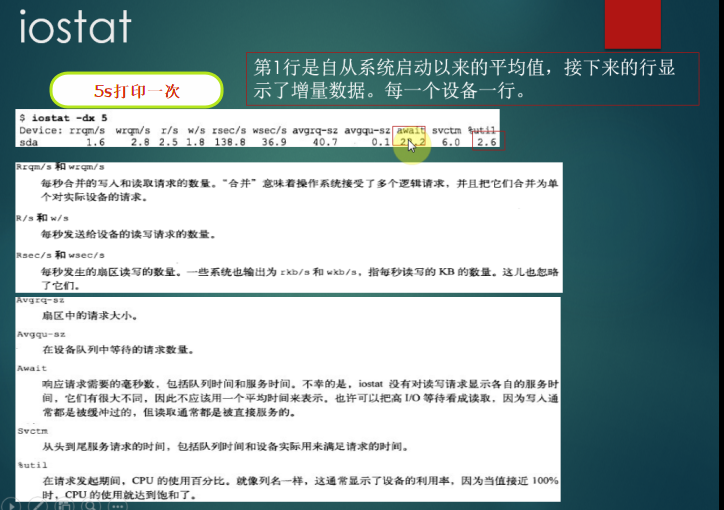 iostat
5s打印一次
第1行是自从系统启动以来的平均值，接下来的行显
示了增量数据。每一个设备一行。
$ iostat -dx 5
Device: rrqm/s wrqm/s r/s w/s rsec/s wsec/s avgrq-sz avgqu-sz await svctm %util
sda 1.6 2.8 2.5 1.8 138.8 36.9 40.7 0.1 6.0 2.6
Rrqm/s 和 wrqm/s
每秒合并的写入和读取请求的数量。“合并”意味着操作系统接受了多个逻辑请求，并且把它们合并为单
个对实际设备的请求。
R/s 和 w/s
每秒发送给设备的读写请求的数量。
Rsec/s 和 wsec/s
每秒发生的扇区读写的数量。一些系统也输出为 rkb/s 和 wkb/s，指每秒读写的 KB 的数量。这儿也忽略
了它们。
Avgrq-sz
扇区中的请求大小。
Avgqu-sz
在设备队列中等待的请求数量。
Await
响应请求需要的毫秒数，包括队列时间和服务时间。不幸的是，iostat 没有对读写请求显示各自的服务时
间，它们有很大不同，因此不应该用一个平均时间来表示。也许可以把高 I/O 等待看成读取，因为写入通
常都是被缓冲过的，但读取通常都是被直接服务的。
Svctm
从头到尾服务请求的时间，包括队列时间和设备实际用来满足请求的时间。
%util
在请求发起期间，CPU 的使用百分比。就像列名一样，这通常显示了设备的利用率，因为当值接近 100%
时，CPU 的使用就达到饱和了。